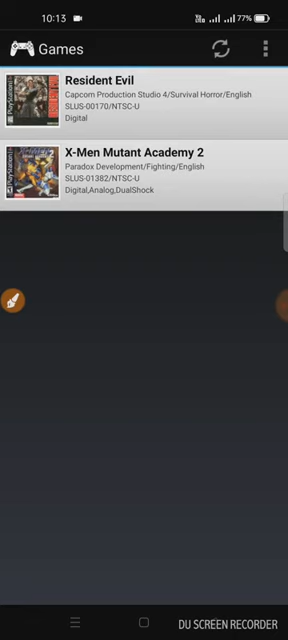 10:13
77%
Games
Resident Evil
Capcom Production Studio 4/Survival Horror/English
SLUS-00170/NTSC-U
Digital
X-Men Mutant Academy 2
Paradox Development/Fighting/English
SLUS-01382/NTSC-U
Digital,Analog,DualShock
DU SCREEN RECORDER